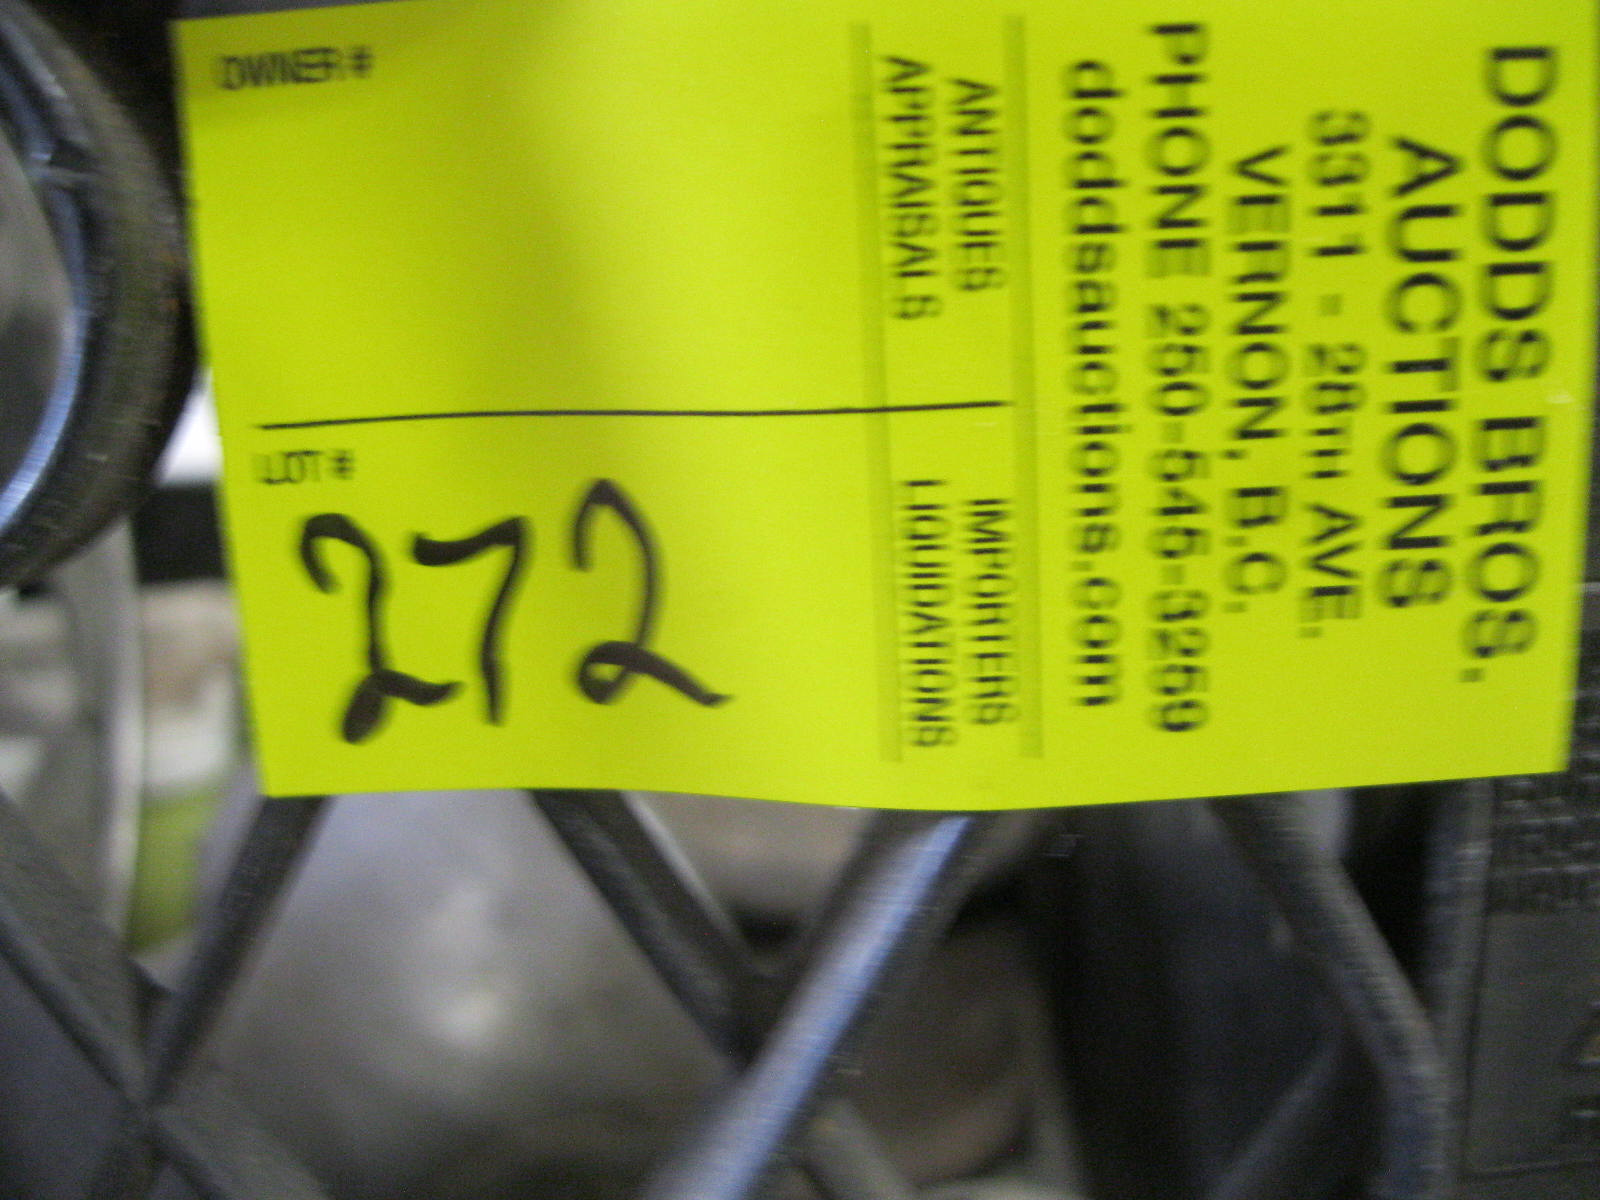 DODDS BROS.
AUCTIONS
3311 - 28TH AVE.
VERNON, B.C.
PHONE 250-545-3259
doddsauctions.com
ANTIQUES IMPORTERS
APPRAISALS LIQUIDATIONS
OWNER #
LOT #
272